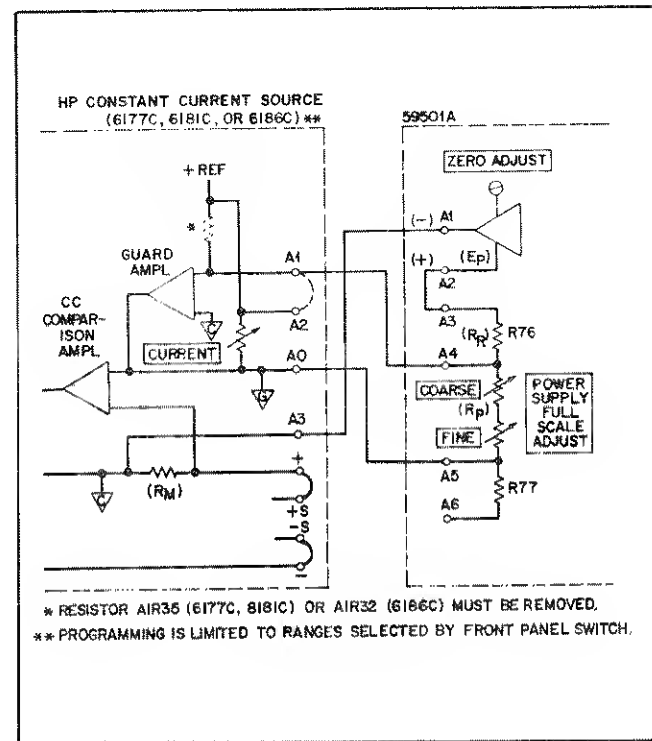 HP CONSTANT CURRENT SOURCE
(6177C, 6181C, OR 6186C) **
59501A
ZERO ADJUST
+ REF
*
(-) A1
GUARD
AMPL
A1
(+) (Ep)
A2
CC
COMPAR-
ISON
AMPL
C
A2
A3
(RR) R76
CURRENT
A0
A4
G
COARSE
(Rp)
POWER
SUPPLY
FULL
SCALE
ADJUST
FINE
A3
A5
+
R77
C
(RM)
A6
+S
-S
-
* RESISTOR A1R35 (6177C, 8181C) OR A1R32 (6186C) MUST BE REMOVED.
** PROGRAMMING IS LIMITED TO RANGES SELECTED BY FRONT PANEL SWITCH.